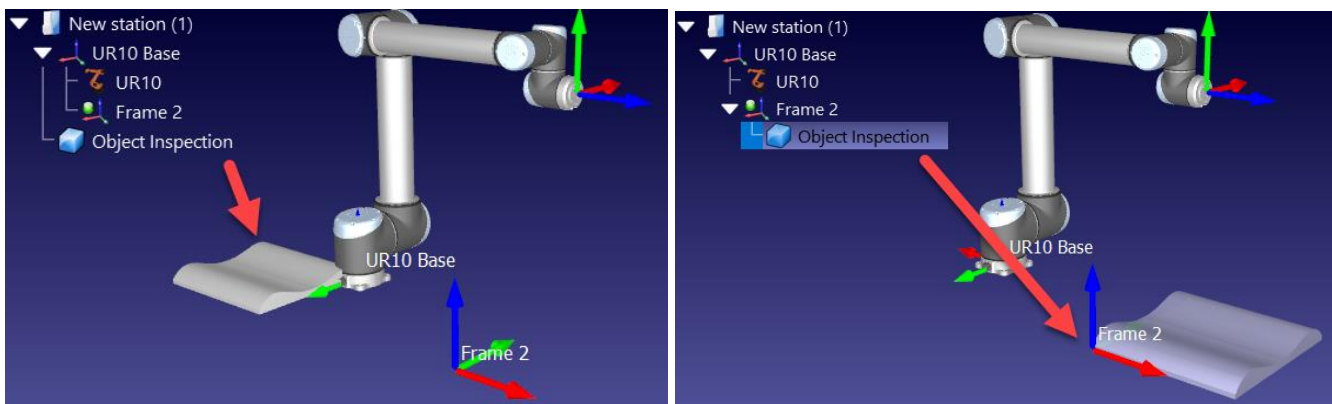 New station (1)
UR10 Base
UR10
Frame 2
Object Inspection
UR10 Base
Frame 2
New station (1)
UR10 Base
UR10
Frame 2
Object Inspection
UR10 Base
Frame 2